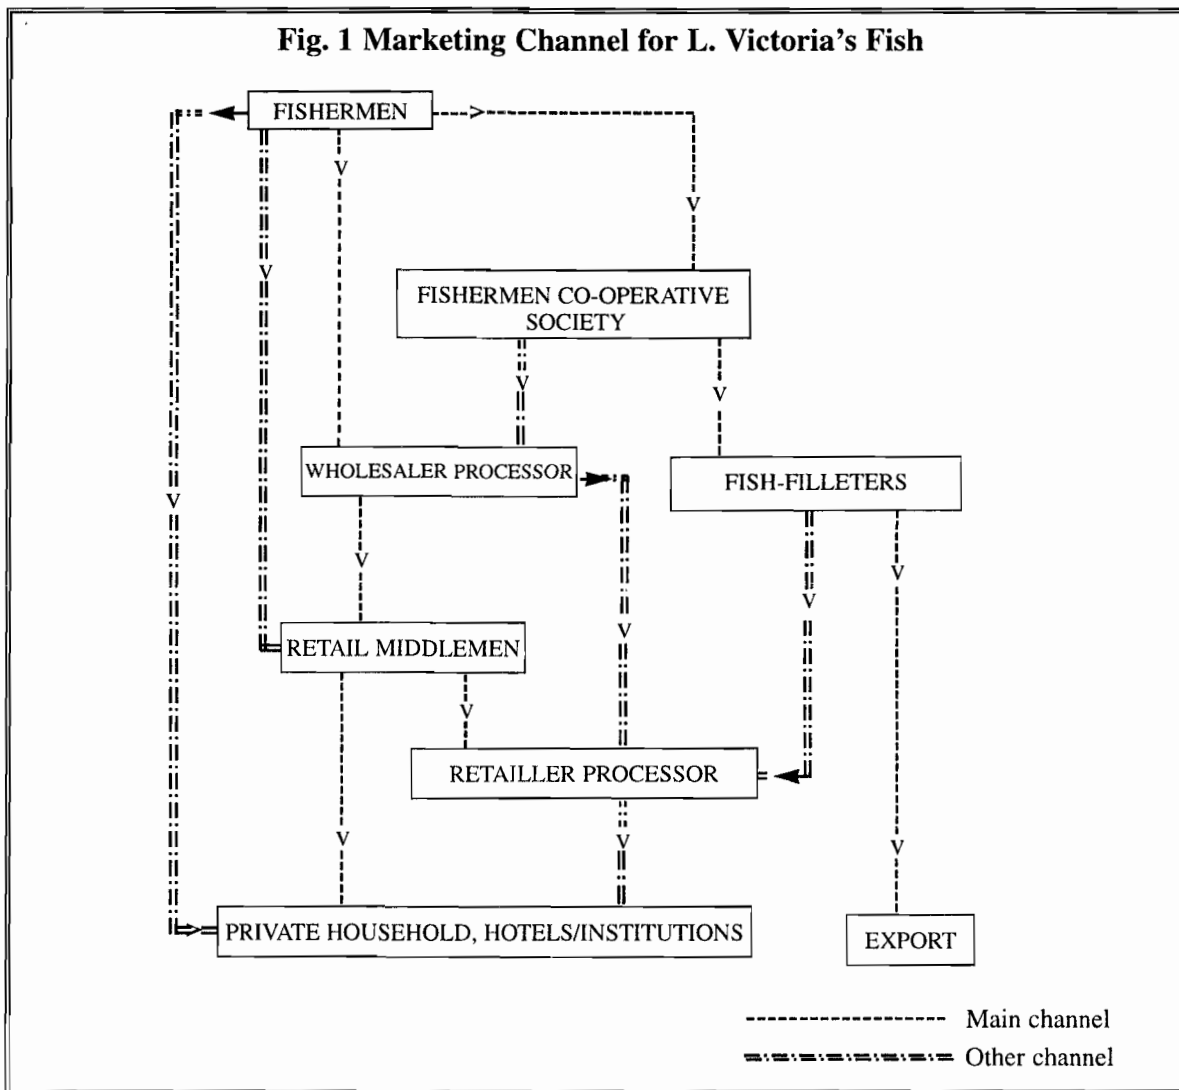 Fig. 1 Marketing Channel for L. Victoria's Fish
FISHERMEN
FISHERMEN CO-OPERATIVE
SOCIETY
WHOLESALER PROCESSOR
FISH-FILLETERS
RETAIL MIDDLEMEN
RETAILLER PROCESSOR
PRIVATE HOUSEHOLD, HOTELS/INSTITUTIONS
EXPORT
Main channel
Other channel